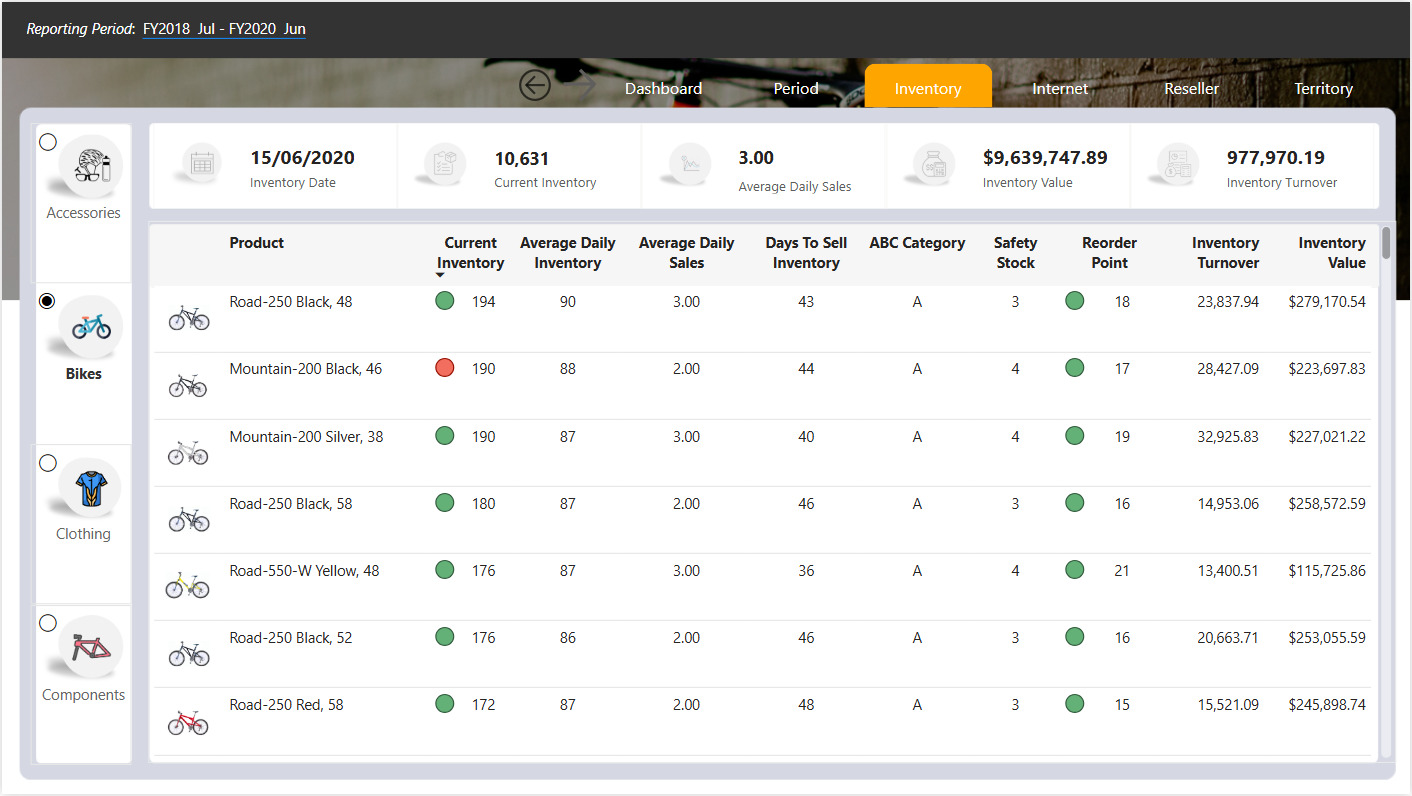 Reporting Period: FY2018 Jul - FY2020 Jun
Dashboard Period Inventory Internet Reseller Territory
Accessories
Bikes
Clothing
Components
15/06/2020
Inventory Date
10,631
Current Inventory
3.00
Average Daily Sales
$9,639,747.89
Inventory Value
977,970.19
Inventory Turnover
Product Current Average Daily Average Daily Days To Sell ABC Category Safety Reorder Inventory Inventory
Inventory Inventory Sales Inventory Stock Point Turnover Value
Road-250 Black, 48 194 90 3.00 43 A 3 18 23,837.94 $279,170.54
Mountain-200 Black, 46 190 88 2.00 44 A 4 17 28,427.09 $223,697.83
Mountain-200 Silver, 38 190 87 3.00 40 A 4 19 32,925.83 $227,021.22
Road-250 Black, 58 180 87 2.00 46 A 3 16 14,953.06 $258,572.59
Road-550-W Yellow, 48 176 87 3.00 36 A 4 21 13,400.51 $115,725.86
Road-250 Black, 52 176 86 2.00 46 A 3 16 20,663.71 $253,055.59
Road-250 Red, 58 172 87 2.00 48 A 3 15 15,521.09 $245,898.74